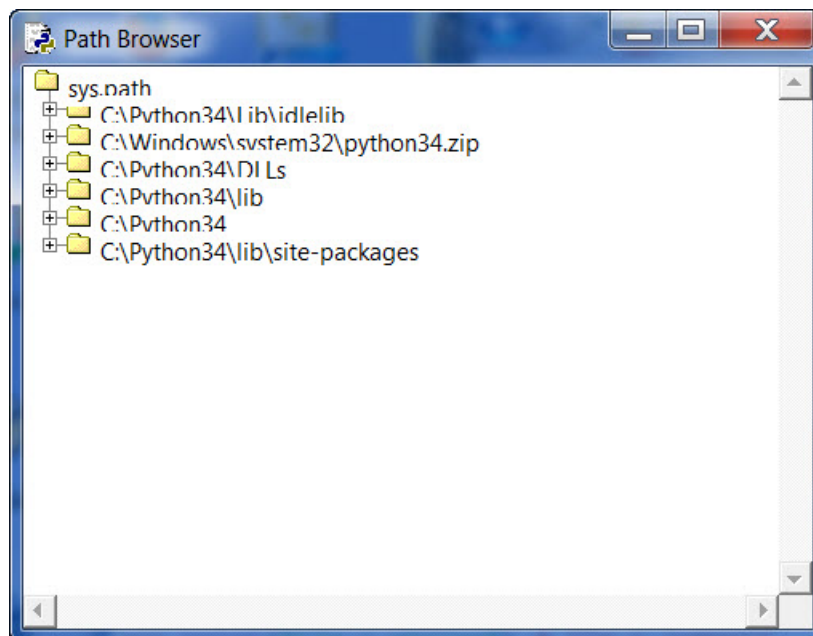 Path Browser
sys.path
C:\Python34\Lib\idlelib
C:\Windows\system32\python34.zip
C:\Python34\DLLs
C:\Python34\lib
C:\Python34
C:\Python34\lib\site-packages